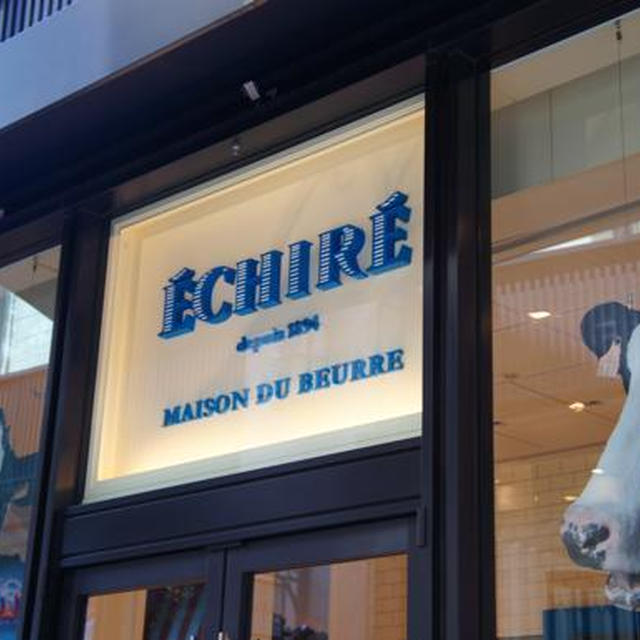 ÉCHIRÉ
depuis 1894
MAISON DU BEURRE